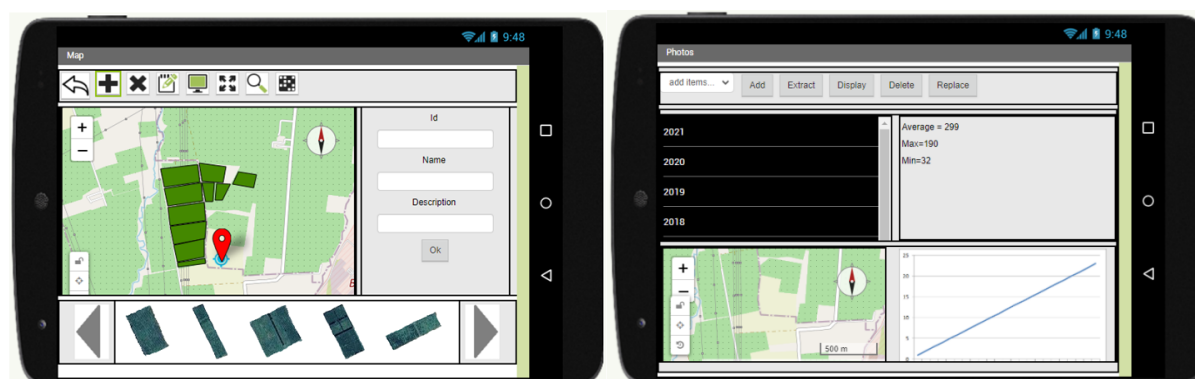 9:48
Map
+
−
Id
Name
Description
Ok
9:48
Photos
add items...
Add Extract Display Delete Replace
2021
2020
2019
2018
Average = 299
Max=190
Min=32
+
−
500 m
25
20
15
10
5